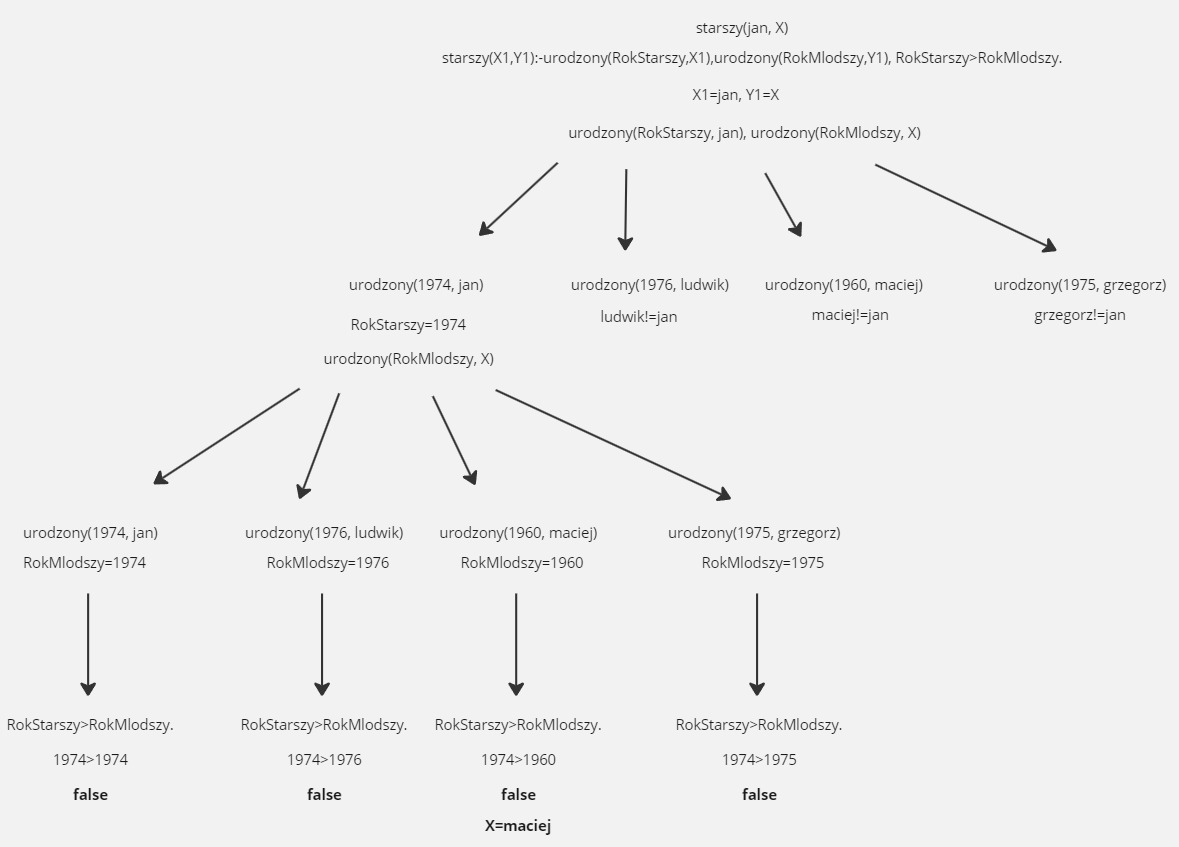 starszy(jan, X)
starszy(X1,Y1):-urodzony(RokStarszy,X1),urodzony(RokMlodszy,Y1), RokStarszy>RokMlodszy.
X1=jan, Y1=X
urodzony(RokStarszy, jan), urodzony(RokMlodszy, X)
urodzony(1974, jan)
RokStarszy=1974
urodzony(RokMlodszy, X)
urodzony(1976, ludwik)
ludwik!=jan
urodzony(1960, maciej)
maciej!=jan
urodzony(1975, grzegorz)
grzegorz!=jan
urodzony(1974, jan)
RokMlodszy=1974
RokStarszy>RokMlodszy.
1974>1974
false
urodzony(1976, ludwik)
RokMlodszy=1976
RokStarszy>RokMlodszy.
1974>1976
false
urodzony(1960, maciej)
RokMlodszy=1960
RokStarszy>RokMlodszy.
1974>1960
false
X=maciej
urodzony(1975, grzegorz)
RokMlodszy=1975
RokStarszy>RokMlodszy.
1974>1975
false